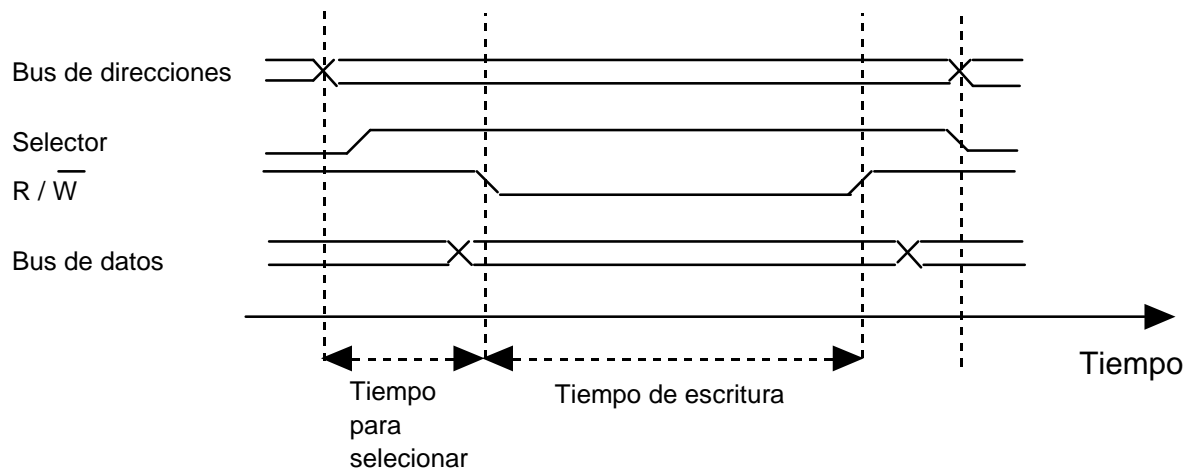 Bus de direcciones
Selector
R / W̅
Bus de datos
Tiempo
Tiempo
para
selecionar
Tiempo de escritura